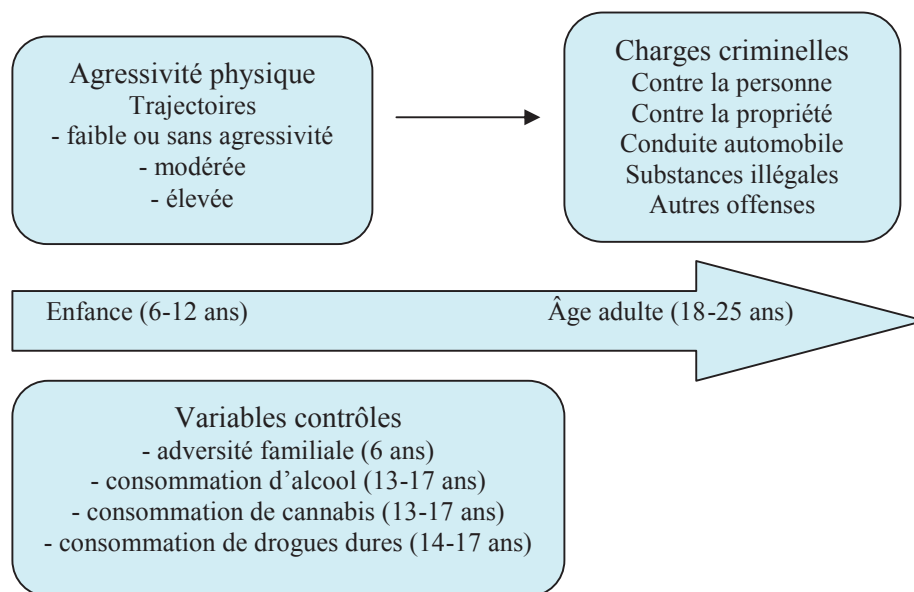 Agressivité physique
Trajectoires
- faible ou sans agressivité
- modérée
- élevée
Charges criminelles
Contre la personne
Contre la propriété
Conduite automobile
Substances illégales
Autres offenses
Enfance (6-12 ans)
Âge adulte (18-25 ans)
Variables contrôles
- adversité familiale (6 ans)
- consommation d’alcool (13-17 ans)
- consommation de cannabis (13-17 ans)
- consommation de drogues dures (14-17 ans)